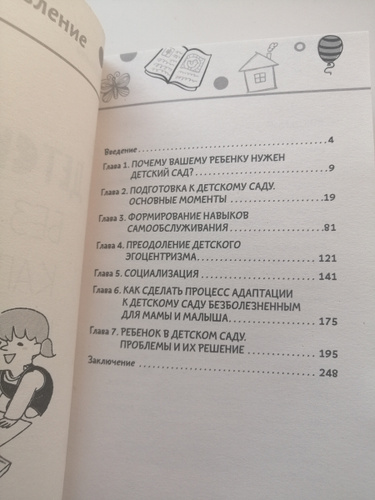 вление
Введение 4
Глава 1. ПОЧЕМУ ВАШЕМУ РЕБЕНКУ НУЖЕН
ДЕТСКИЙ САД? 9
Глава 2. ПОДГОТОВКА К ДЕТСКОМУ САДУ.
ОСНОВНЫЕ МОМЕНТЫ 19
Глава 3. ФОРМИРОВАНИЕ НАВЫКОВ
САМООБСЛУЖИВАНИЯ 81
Глава 4. ПРЕОДОЛЕНИЕ ДЕТСКОГО
ЭГОЦЕНТРИЗМА 121
Глава 5. СОЦИАЛИЗАЦИЯ 141
Глава 6. КАК СДЕЛАТЬ ПРОЦЕСС АДАПТАЦИИ
К ДЕТСКОМУ САДУ БЕЗБОЛЕЗНЕННЫМ
ДЛЯ МАМЫ И МАЛЫША 175
Глава 7. РЕБЕНОК В ДЕТСКОМ САДУ.
ПРОБЛЕМЫ И ИХ РЕШЕНИЕ 195
Заключение 248